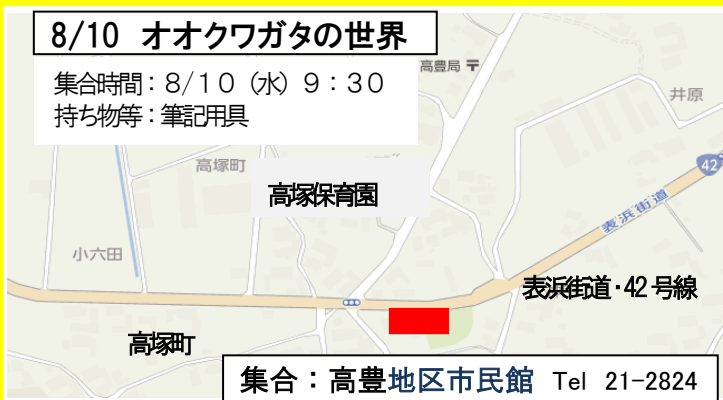 8/10 オオクワガタの世界
集合時間：8/10（水）9：30
持ち物等：筆記用具
高豊局 〒
井原
高塚町
高塚保育園
42
表浜街道
小六田
表浜街道・42号線
高塚町
集合：高豊地区市民館 Tel 21-2824